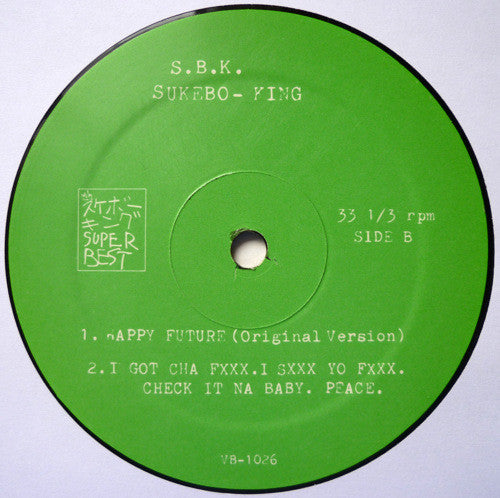 S.B.K.
SUKEBO-KING
スケボー
キング
SUPER
BEST
33 1/3 rpm
SIDE B
1. HAPPY FUTURE (Original Version)
2. I GOT CHA FXXX. I SXXX YO FXXX.
CHECK IT NA BABY. PEACE.
VB-1026